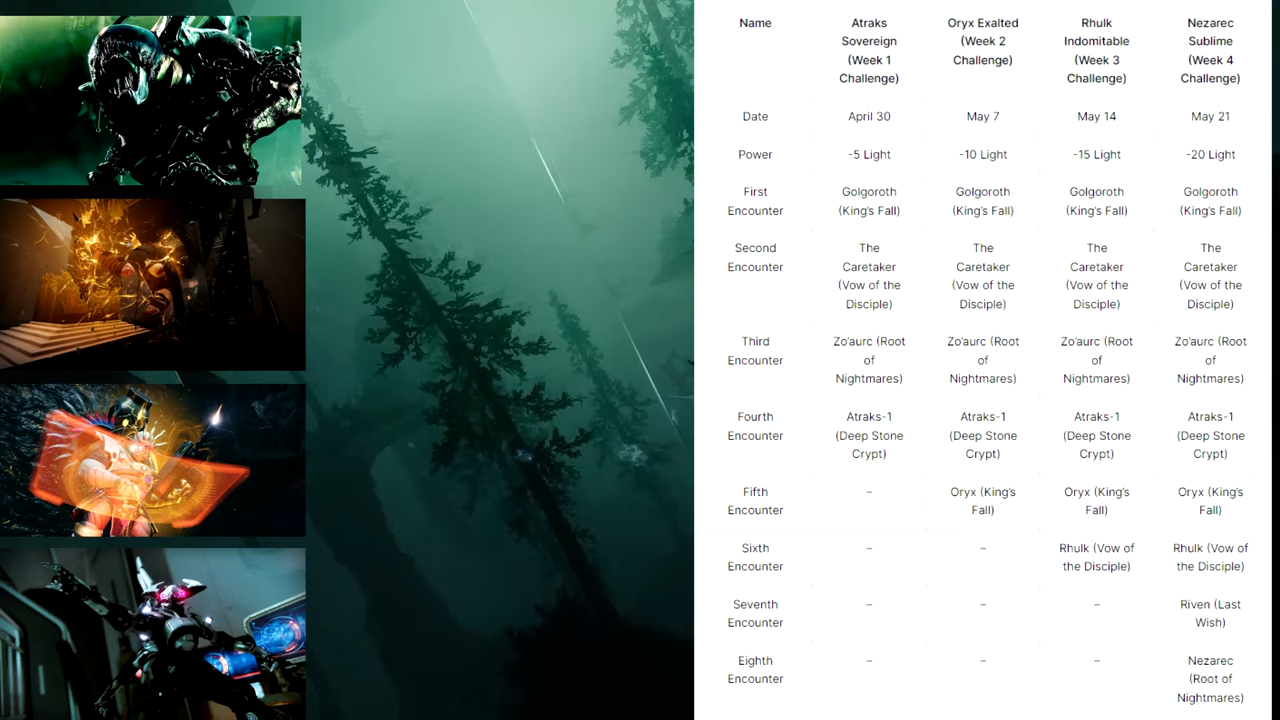 Name Atraks Sovereign (Week 1 Challenge) Oryx Exalted (Week 2 Challenge) Rhulk Indomitable (Week 3 Challenge) Nezarec Sublime (Week 4 Challenge)
Date April 30 May 7 May 14 May 21
Power -5 Light -10 Light -15 Light -20 Light
First Encounter Golgoroth (King's Fall) Golgoroth (King's Fall) Golgoroth (King's Fall) Golgoroth (King's Fall)
Second Encounter The Caretaker (Vow of the Disciple) The Caretaker (Vow of the Disciple) The Caretaker (Vow of the Disciple) The Caretaker (Vow of the Disciple)
Third Encounter Zo'aurc (Root of Nightmares) Zo'aurc (Root of Nightmares) Zo'aurc (Root of Nightmares) Zo'aurc (Root of Nightmares)
Fourth Encounter Atraks-1 (Deep Stone Crypt) Atraks-1 (Deep Stone Crypt) Atraks-1 (Deep Stone Crypt) Atraks-1 (Deep Stone Crypt)
Fifth Encounter – Oryx (King's Fall) Oryx (King's Fall) Oryx (King's Fall)
Sixth Encounter – – Rhulk (Vow of the Disciple) Rhulk (Vow of the Disciple)
Seventh Encounter – – – Riven (Last Wish)
Eighth Encounter – – – Nezarec (Root of Nightmares)